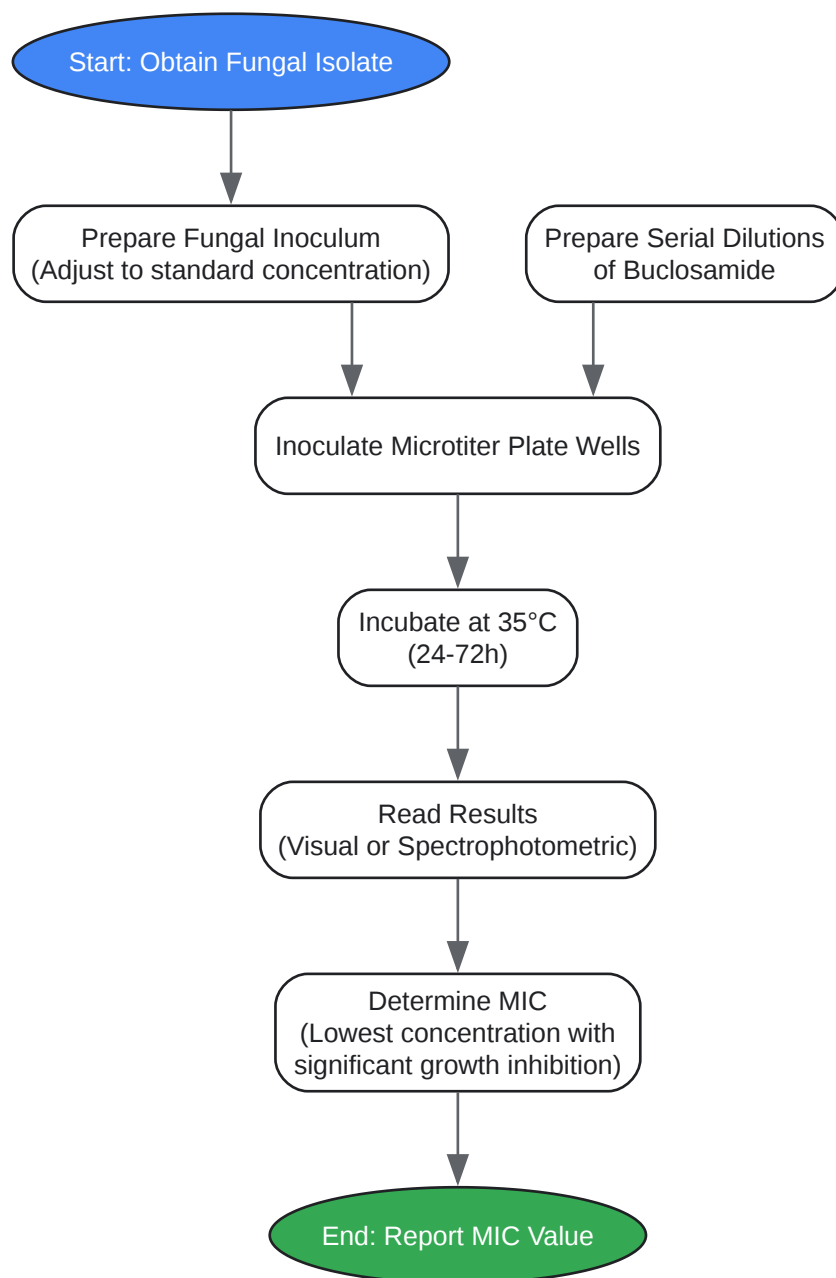 Start: Obtain Fungal Isolate
Prepare Fungal Inoculum
(Adjust to standard concentration)
Prepare Serial Dilutions
of Buclosamide
Inoculate Microtiter Plate Wells
Incubate at 35°C
(24-72h)
Read Results
(Visual or Spectrophotometric)
Determine MIC
(Lowest concentration with
significant growth inhibition)
End: Report MIC Value